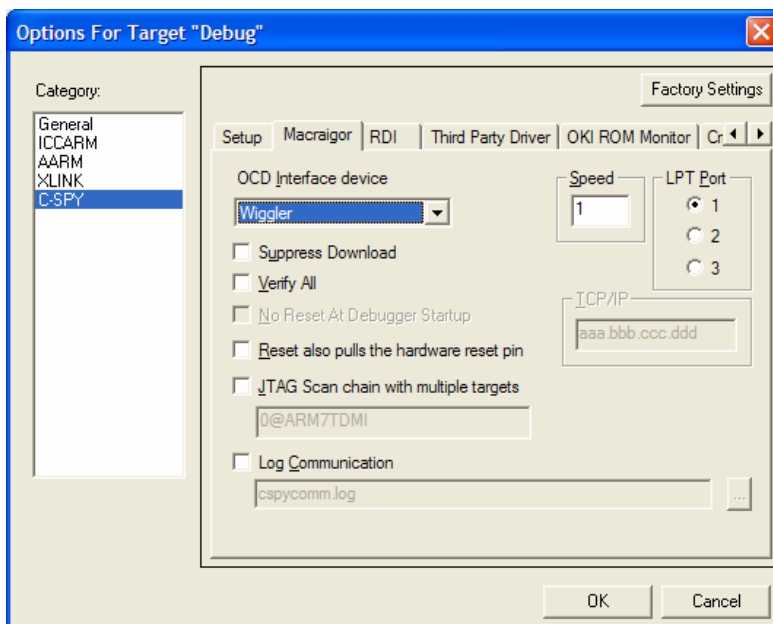 Options For Target "Debug"
Category:
General
ICCARM
AARM
XLINK
C-SPY
Factory Settings
Setup
Macraigor
RDI
Third Party Driver
OKI ROM Monitor
OCD Interface device
Wiggler
Suppress Download
Verify All
No Reset At Debugger Startup
Reset also pulls the hardware reset pin
JTAG Scan chain with multiple targets
0@ARM7TDMI
Log Communication
cspycomm.log
...
Speed
1
LPT Port
1
2
3
TCP/IP
aaa.bbb.ccc.ddd
OK
Cancel